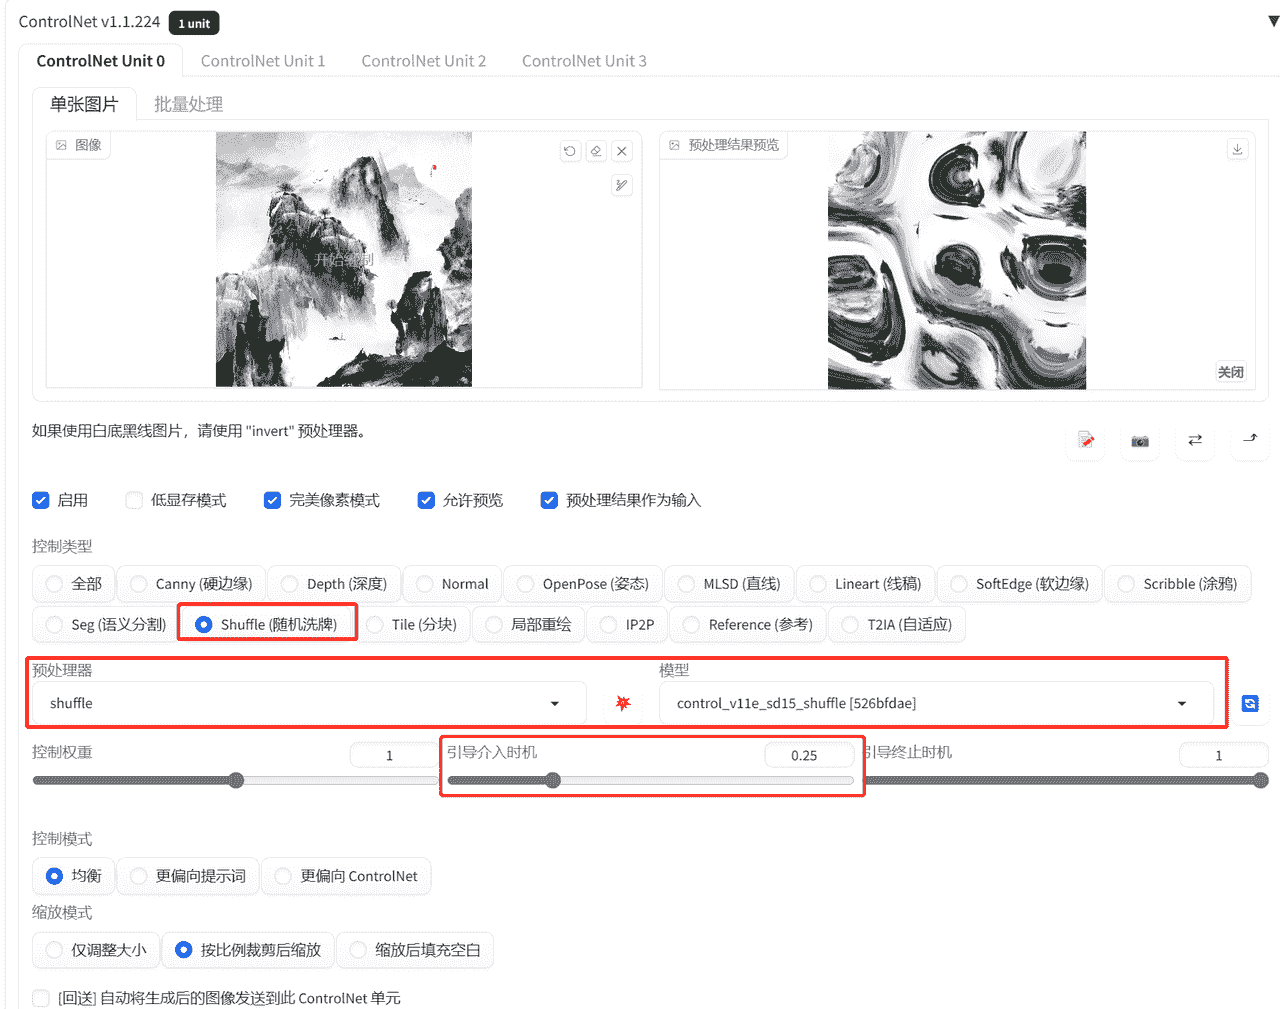 ControlNet v1.1.224 1 unit
ControlNet Unit 0 ControlNet Unit 1 ControlNet Unit 2 ControlNet Unit 3
单张图片 批量处理
图像 预处理结果预览
开始绘制
关闭
如果使用白底黑线图片，请使用 "invert" 预处理器。
启用 低显存模式 完美像素模式 允许预览 预处理结果作为输入
控制类型
全部 Canny (硬边缘) Depth (深度) Normal OpenPose (姿态) MLSD (直线) Lineart (线稿) SoftEdge (软边缘) Scribble (涂鸦)
Seg (语义分割) Shuffle (随机洗牌) Tile (分块) 局部重绘 IP2P Reference (参考) T2IA (自适应)
预处理器 模型
shuffle control_v11e_sd15_shuffle [526bfdae]
控制权重 1 引导介入时机 0.25 引导终止时机 1
控制模式
均衡 更偏向提示词 更偏向 ControlNet
缩放模式
仅调整大小 按比例裁剪后缩放 缩放后填充空白
[回送] 自动将生成后的图像发送到此 ControlNet 单元